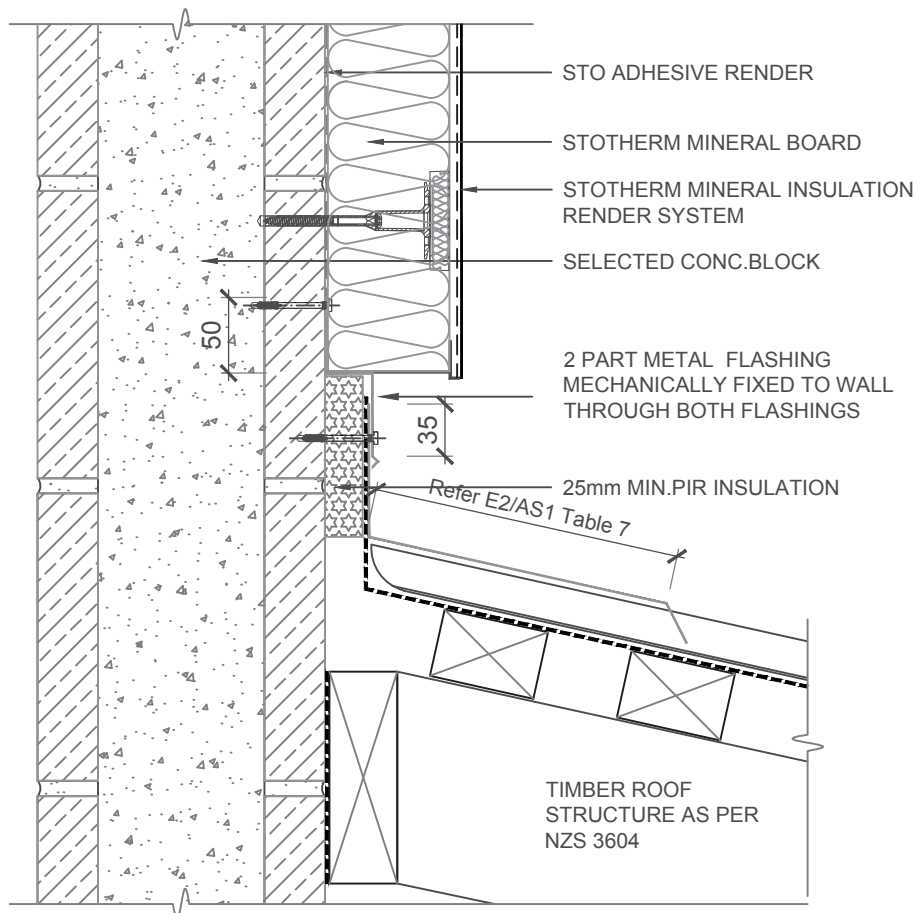 STO ADHESIVE RENDER
STOTHERM MINERAL BOARD
STOTHERM MINERAL INSULATION
RENDER SYSTEM
SELECTED CONC.BLOCK
50
2 PART METAL FLASHING
MECHANICALLY FIXED TO WALL
THROUGH BOTH FLASHINGS
35
25mm MIN.PIR INSULATION
Refer E2/AS1 Table 7
TIMBER ROOF
STRUCTURE AS PER
NZS 3604